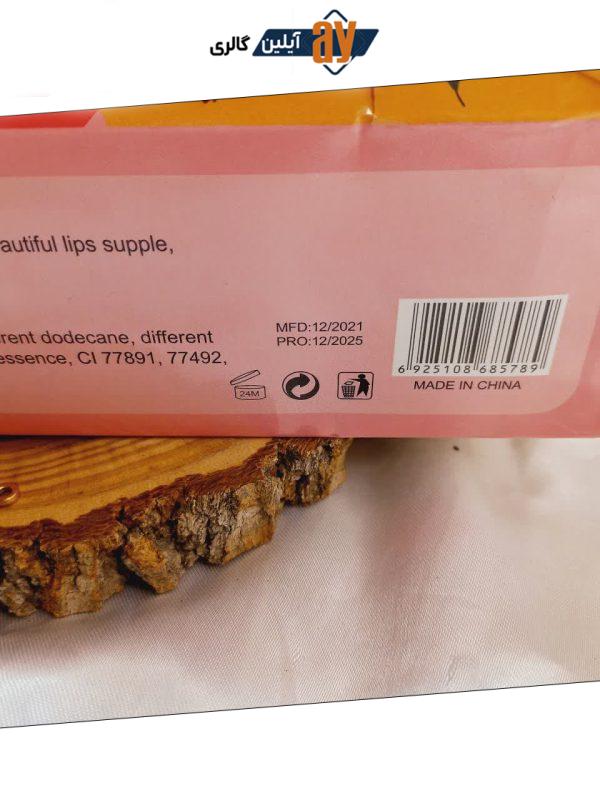 آیلین گالری
ay
autiful lips supple,
rent dodecane, different
essence, CI 77891, 77492,
MFD:12/2021
PRO:12/2025
24M
6 925108 685789
MADE IN CHINA